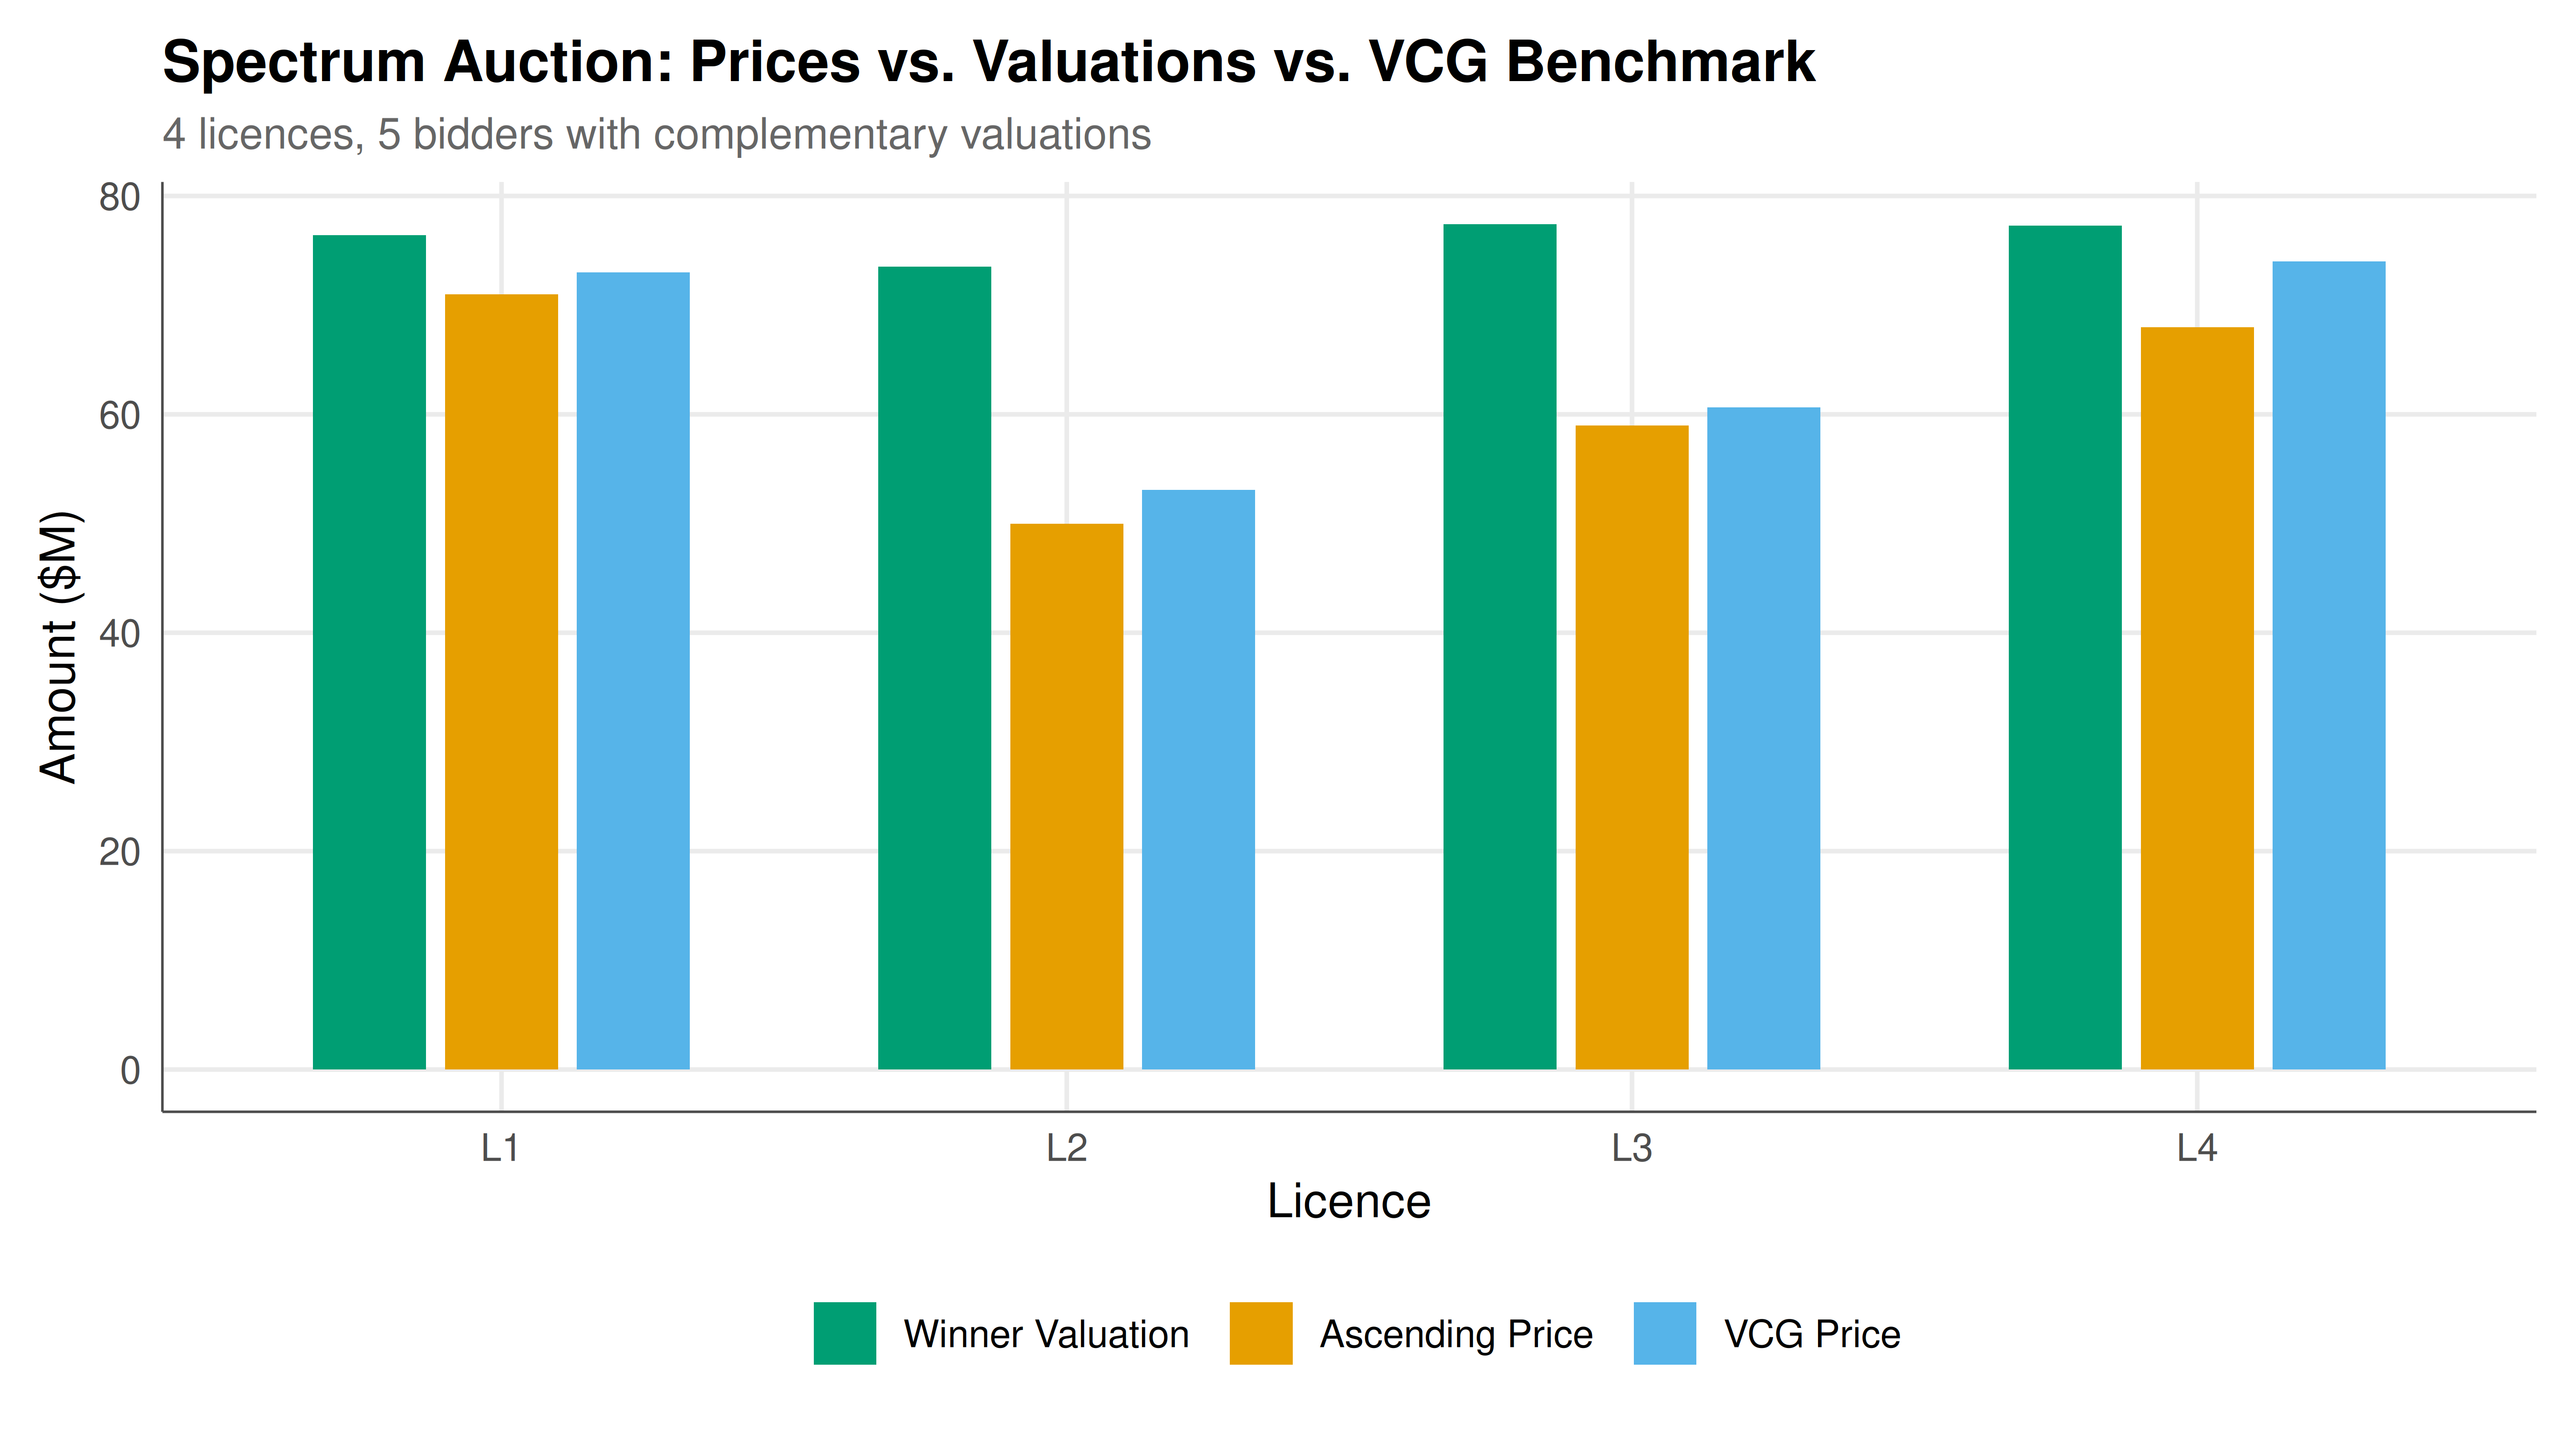 Spectrum Auction: Prices vs. Valuations vs. VCG Benchmark
4 licences, 5 bidders with complementary valuations
80
60
40
20
0
Amount ($M)
L1 L2 L3 L4
Licence
Winner Valuation Ascending Price VCG Price